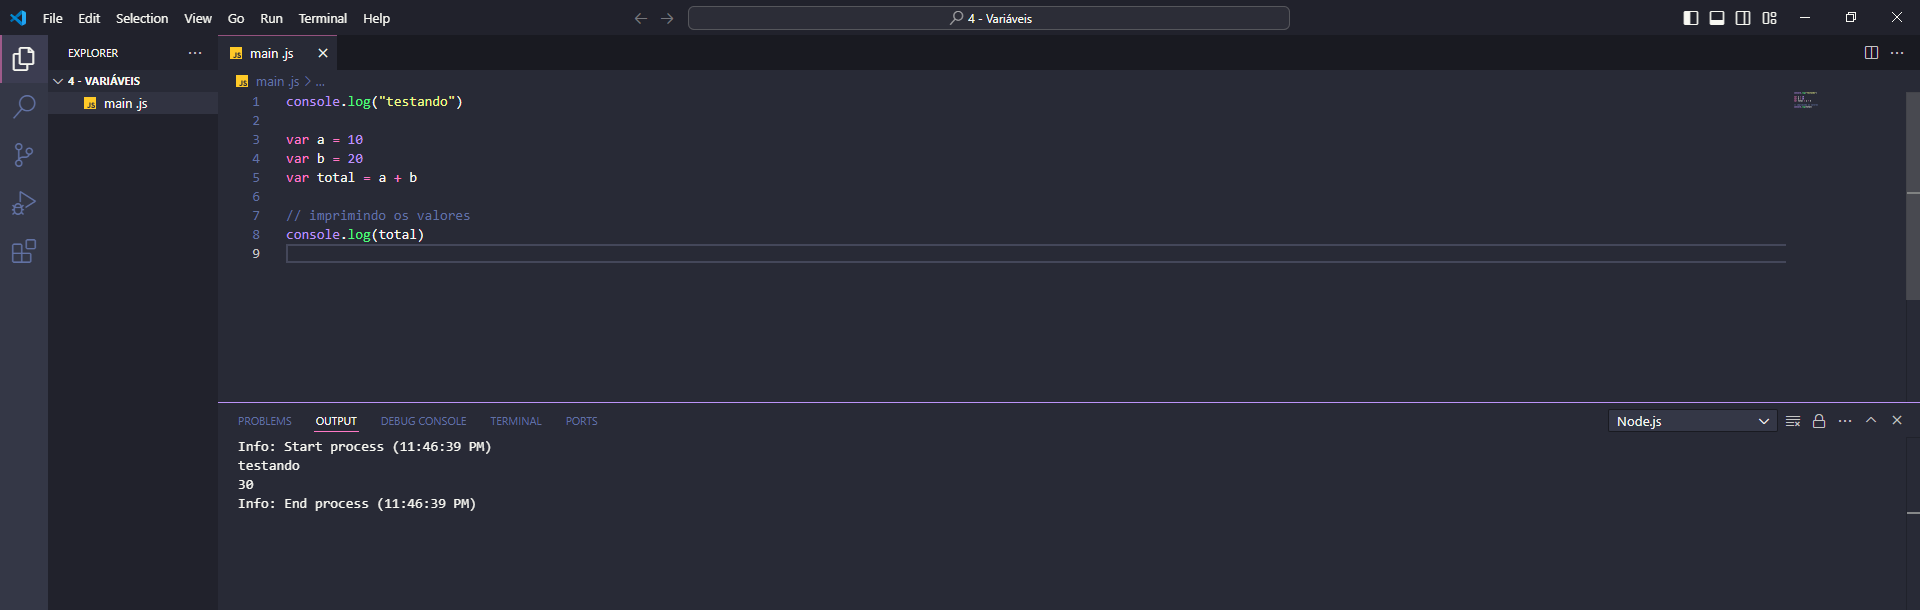 File Edit Selection View Go Run Terminal Help
4 - Variáveis
EXPLORER
4 - VARIÁVEIS
JS main .js
JS main .js
JS main .js > ...
1 console.log("testando")
2
3 var a = 10
4 var b = 20
5 var total = a + b
6
7 // imprimindo os valores
8 console.log(total)
9
PROBLEMS OUTPUT DEBUG CONSOLE TERMINAL PORTS
Node.js
Info: Start process (11:46:39 PM)
testando
30
Info: End process (11:46:39 PM)